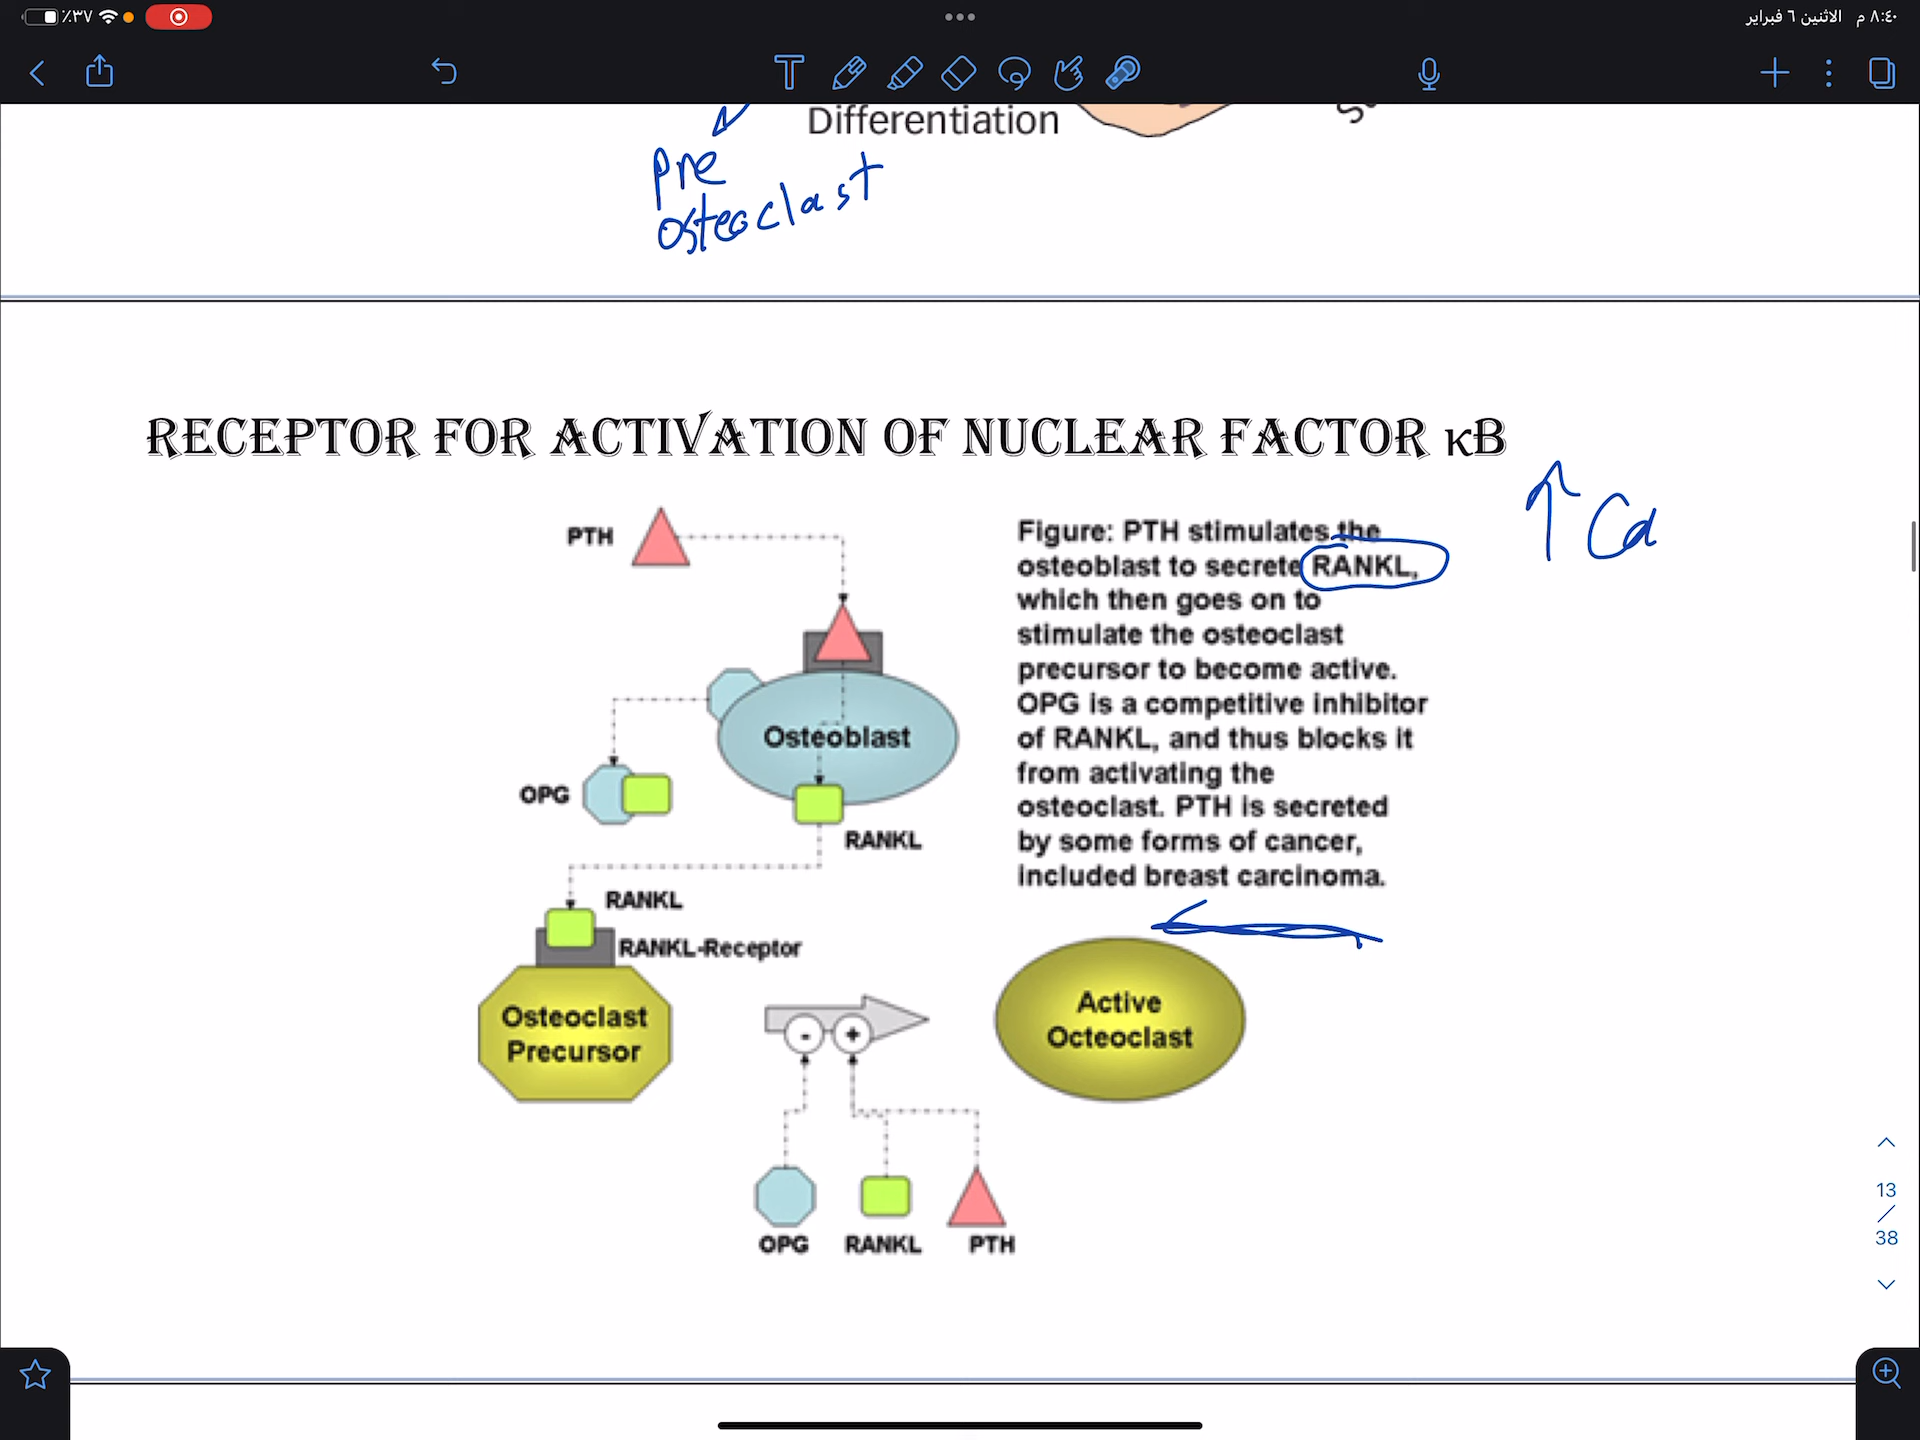 ٪٣٧
٨:٤٠ م الاثنين ٦ فبراير
Differentiation
pre
osteoclast
RECEPTOR FOR ACTIVATION OF NUCLEAR FACTOR κB
↑ Ca
PTH
Figure: PTH stimulates the
osteoblast to secrete RANKL,
which then goes on to
stimulate the osteoclast
precursor to become active.
OPG is a competitive inhibitor
of RANKL, and thus blocks it
from activating the
osteoclast. PTH is secreted
by some forms of cancer,
included breast carcinoma.
Osteoblast
OPG
RANKL
RANKL
RANKL-Receptor
Osteoclast
Precursor
- +
Active
Octeoclast
OPG RANKL PTH
13
/
38